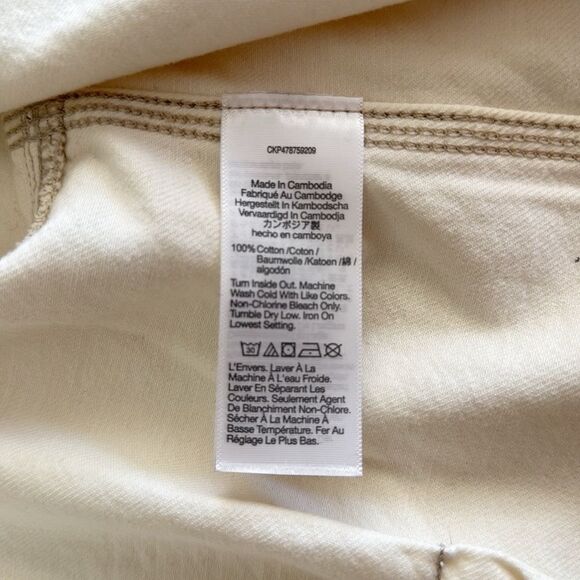 CKP478759209
Made In Cambodia
Fabriqué Au Cambodge
Hergestellt In Kambodscha
Vervaardigd In Cambodja
カンボジア製
hecho en camboya
100% Cotton /Coton /
Baumwolle /Katoen /綿 /
algodón
Turn Inside Out. Machine
Wash Cold With Like Colors.
Non-Chlorine Bleach Only.
Tumble Dry Low. Iron On
Lowest Setting.
30
L'Envers. Laver À La
Machine À L'eau Froide.
Laver En Séparant Les
Couleurs. Seulement Agent
De Blanchiment Non-Chlore.
Sécher À La Machine À
Basse Température. Fer Au
Réglage Le Plus Bas.